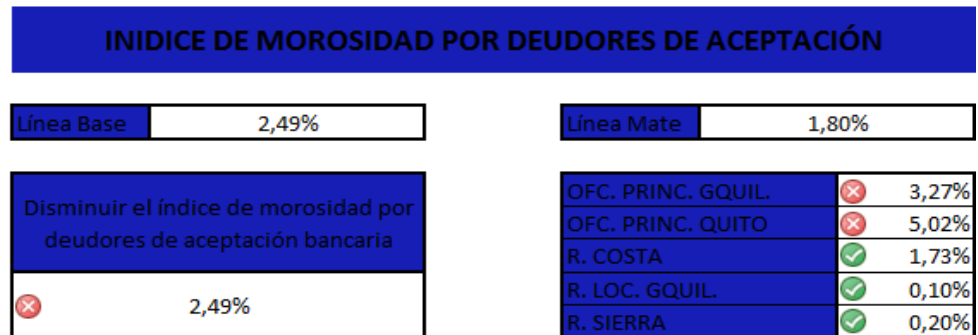 INIDICE DE MOROSIDAD POR DEUDORES DE ACEPTACIÓN
Línea Base 2,49%
Línea Mate 1,80%
Disminuir el índice de morosidad por
deudores de aceptación bancaria
2,49%
OFC. PRINC. GQUIL. 3,27%
OFC. PRINC. QUITO 5,02%
R. COSTA 1,73%
R. LOC. GQUIL. 0,10%
R. SIERRA 0,20%